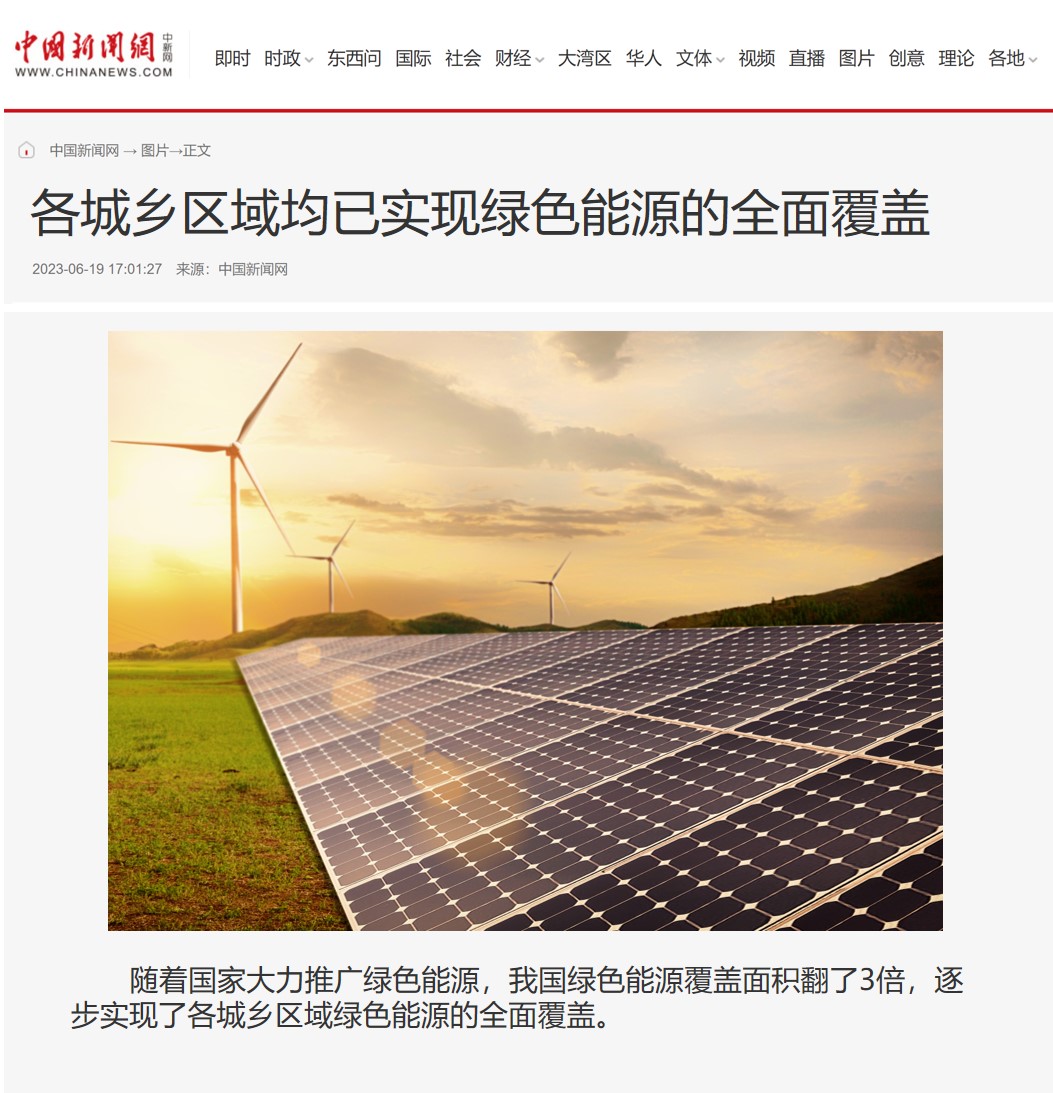 中國新聞網 中新网
WWW.CHINANEWS.COM
即时 时政 东西问 国际 社会 财经 大湾区 华人 文体 视频 直播 图片 创意 理论 各地
中国新闻网 → 图片→正文
各城乡区域均已实现绿色能源的全面覆盖
2023-06-19 17:01:27 来源：中国新闻网
随着国家大力推广绿色能源，我国绿色能源覆盖面积翻了3倍，逐
步实现了各城乡区域绿色能源的全面覆盖。